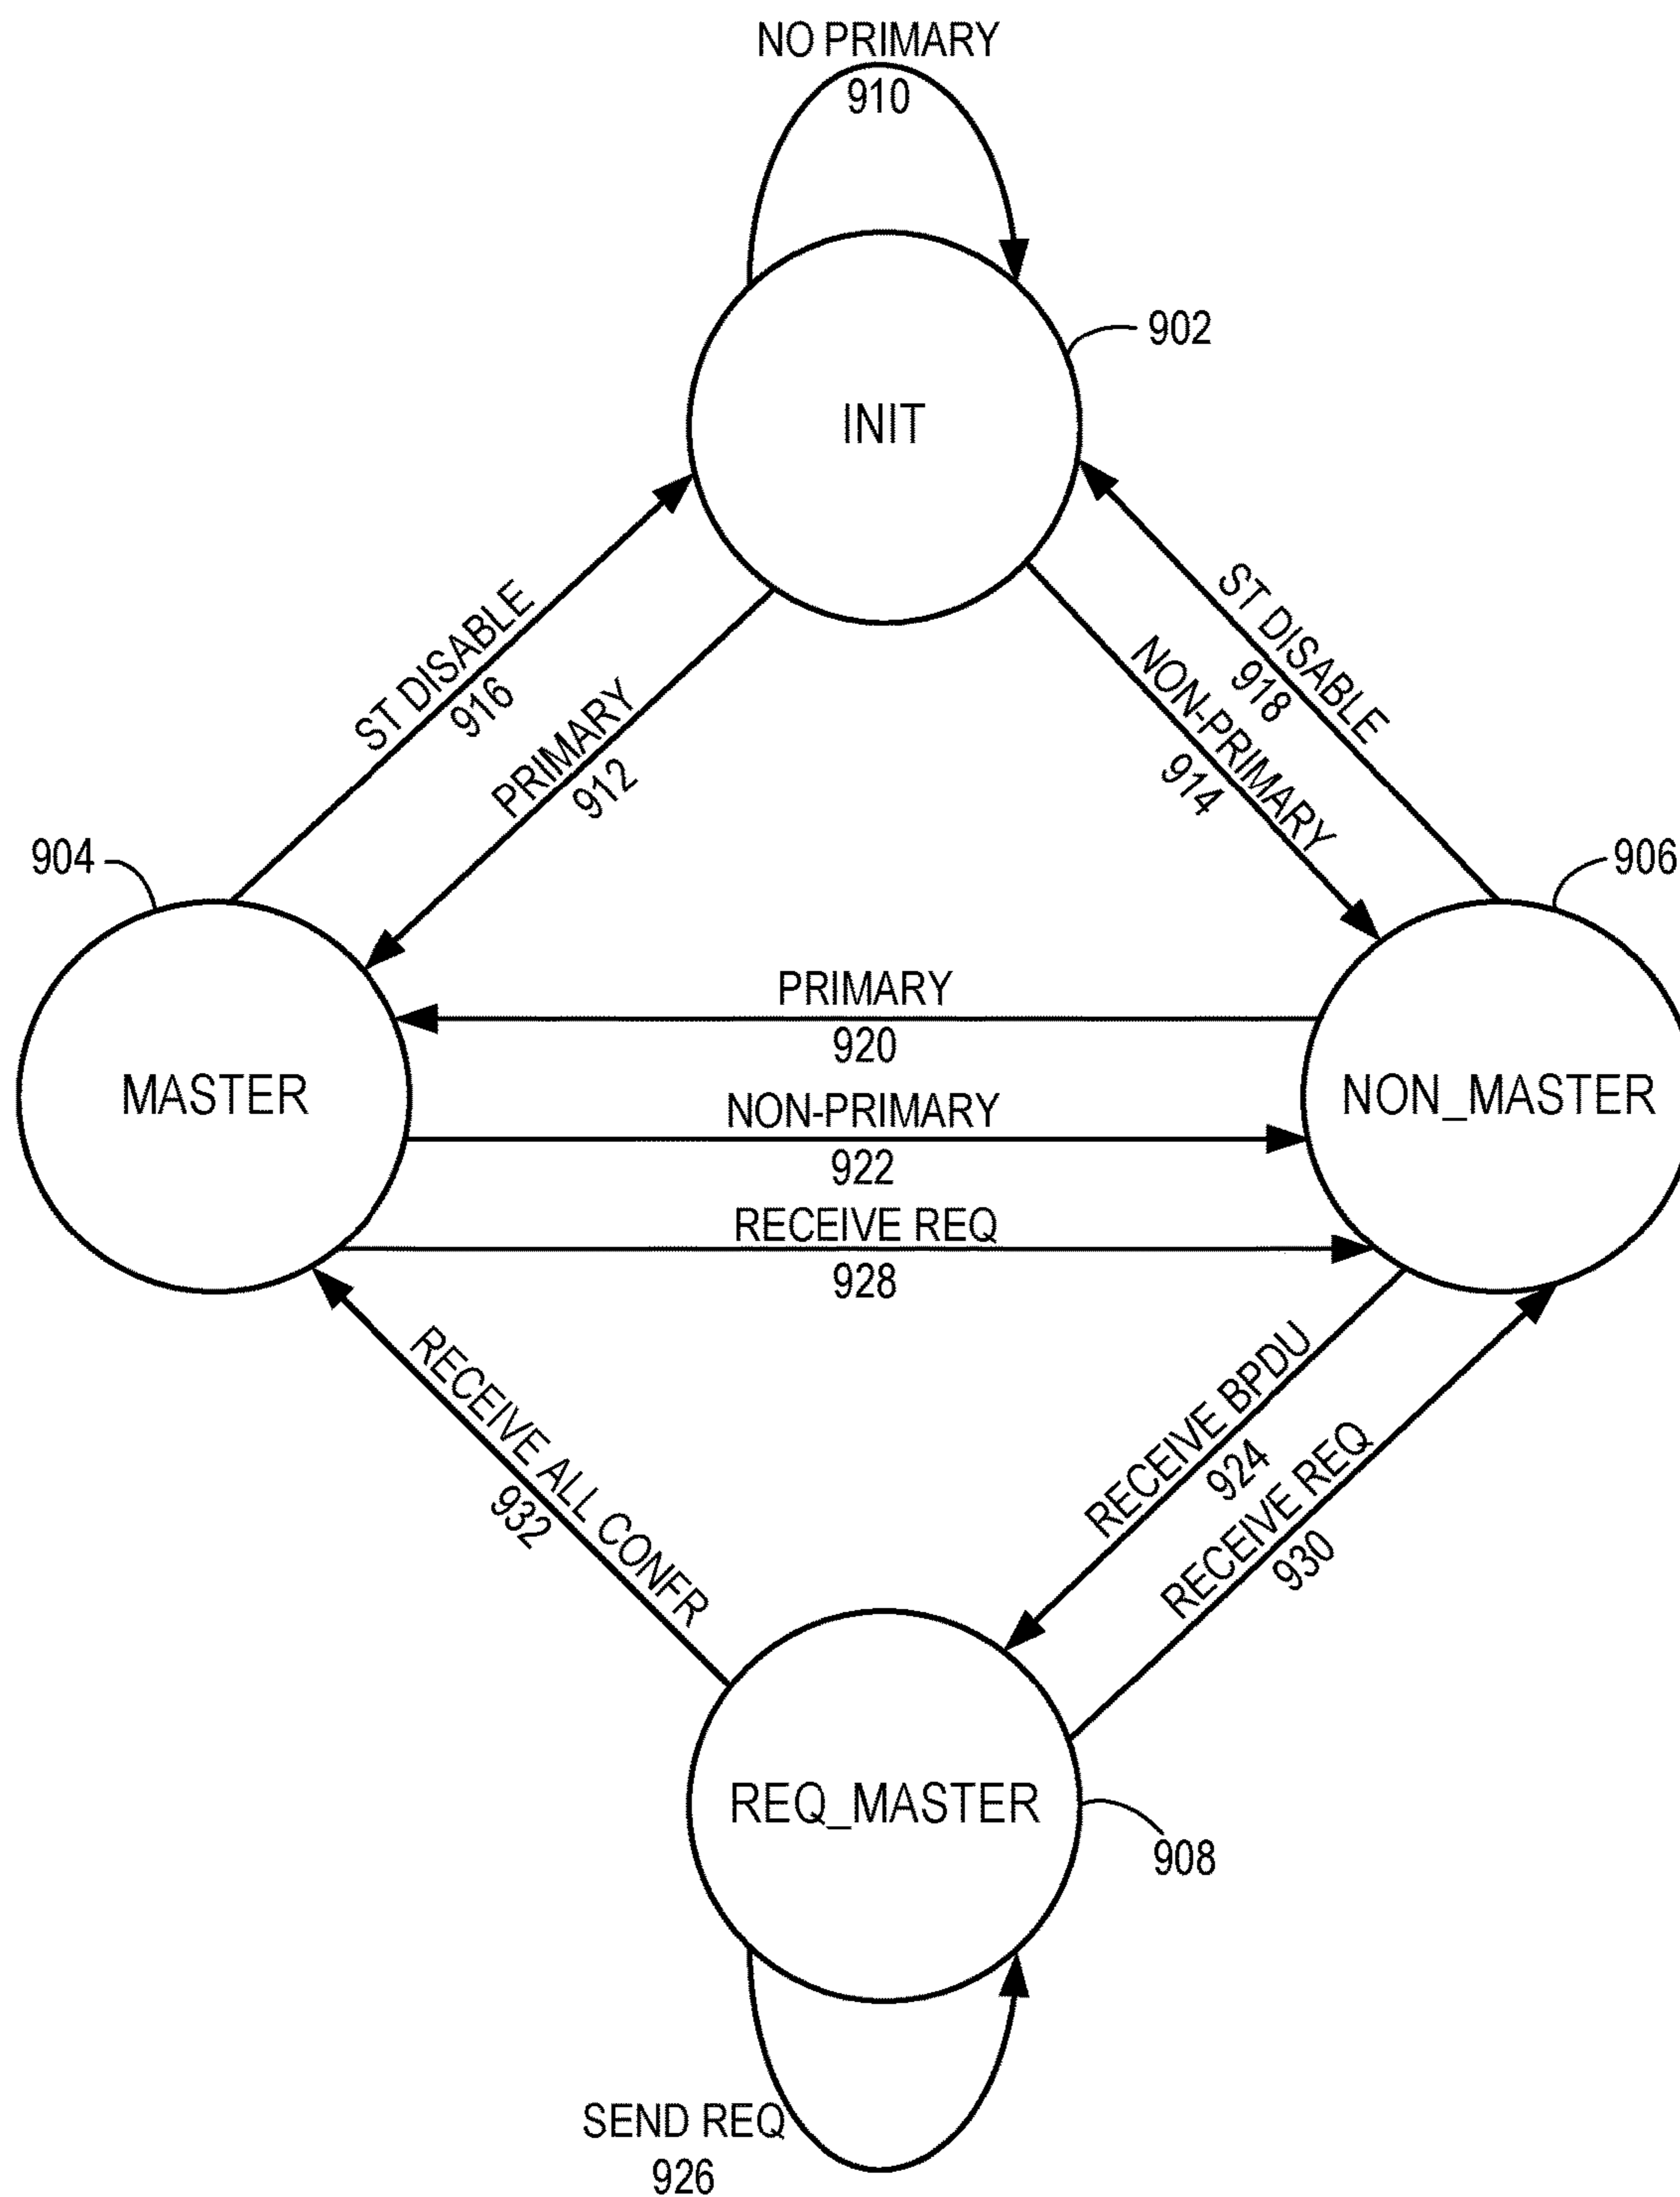 NO PRIMARY
910
902
INIT
ST DISABLE
916
PRIMARY
912
ST DISABLE
918
NON-PRIMARY
914
904
906
PRIMARY
920
MASTER
NON_MASTER
NON-PRIMARY
922
RECEIVE REQ
928
RECEIVE ALL CONFR
932
RECEIVE BPDU
924
RECEIVE REQ
930
REQ_MASTER
908
SEND REQ
926